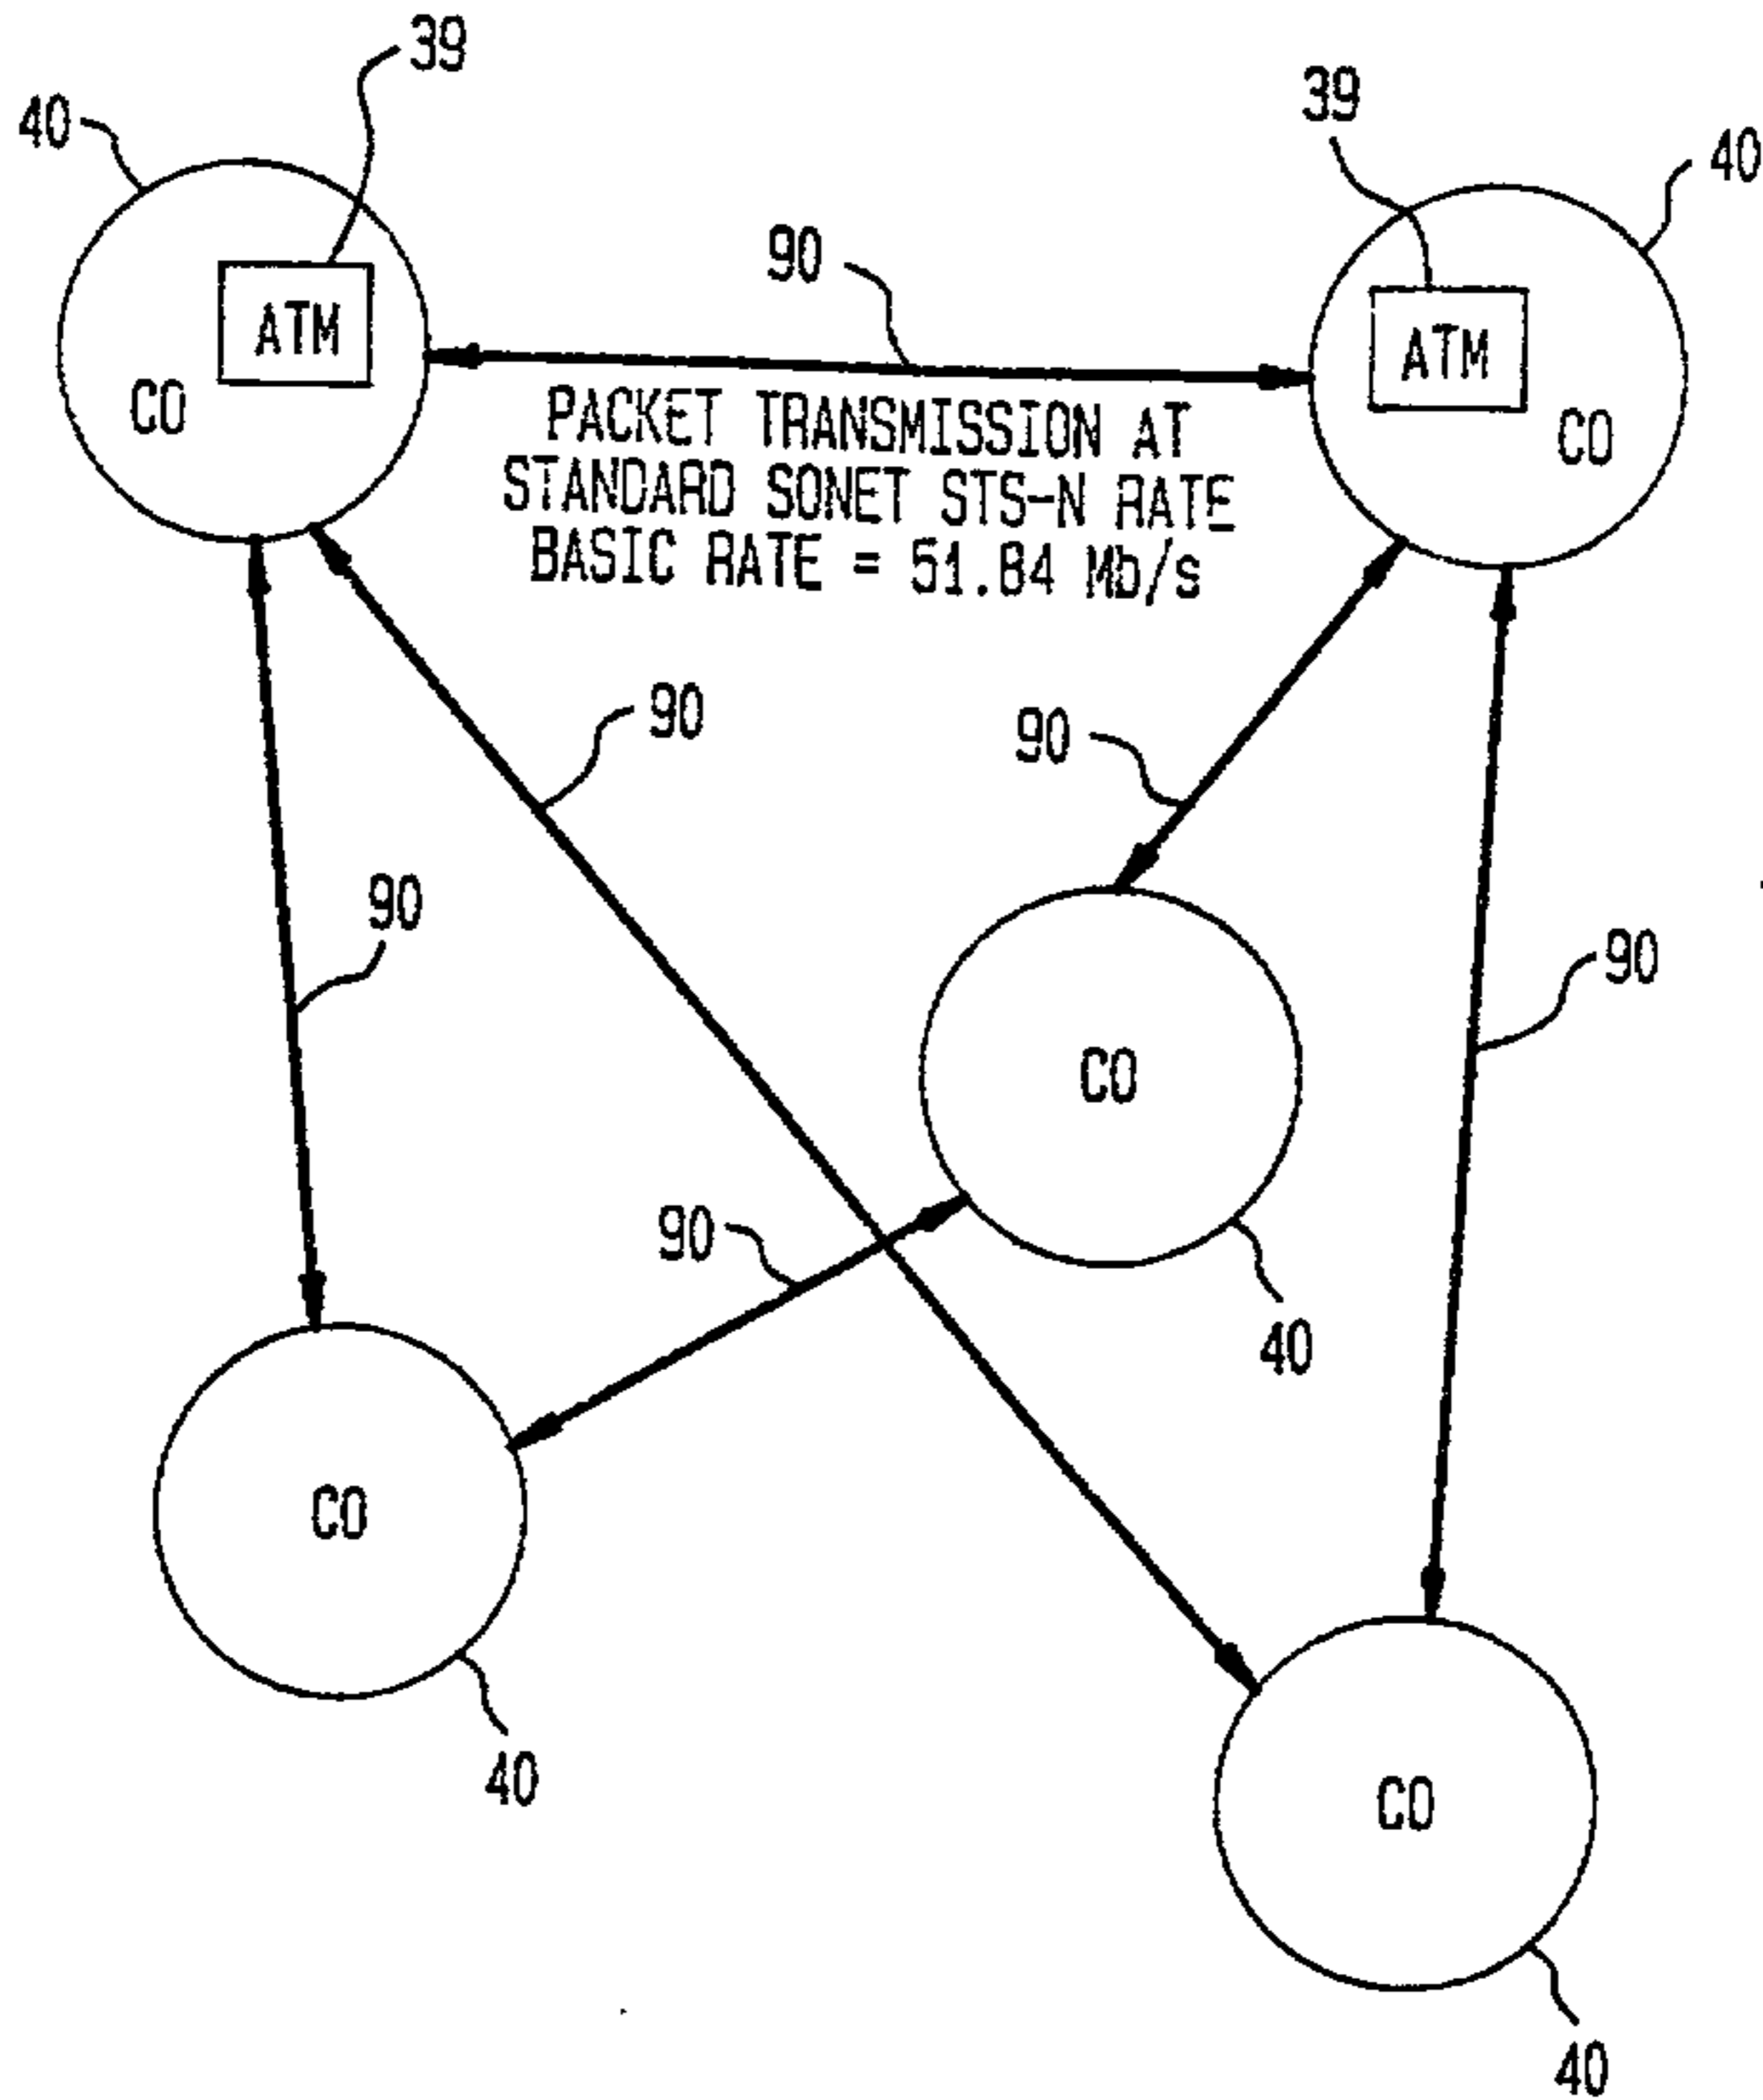 39
40
39
40
90
ATM
ATM
CO
CO
PACKET TRANSMISSION AT
STANDARD SONET STS-N RATE
BASIC RATE = 51.84 Mb/s
90
90
90
90
CO
90
40
CO
40
CO
40